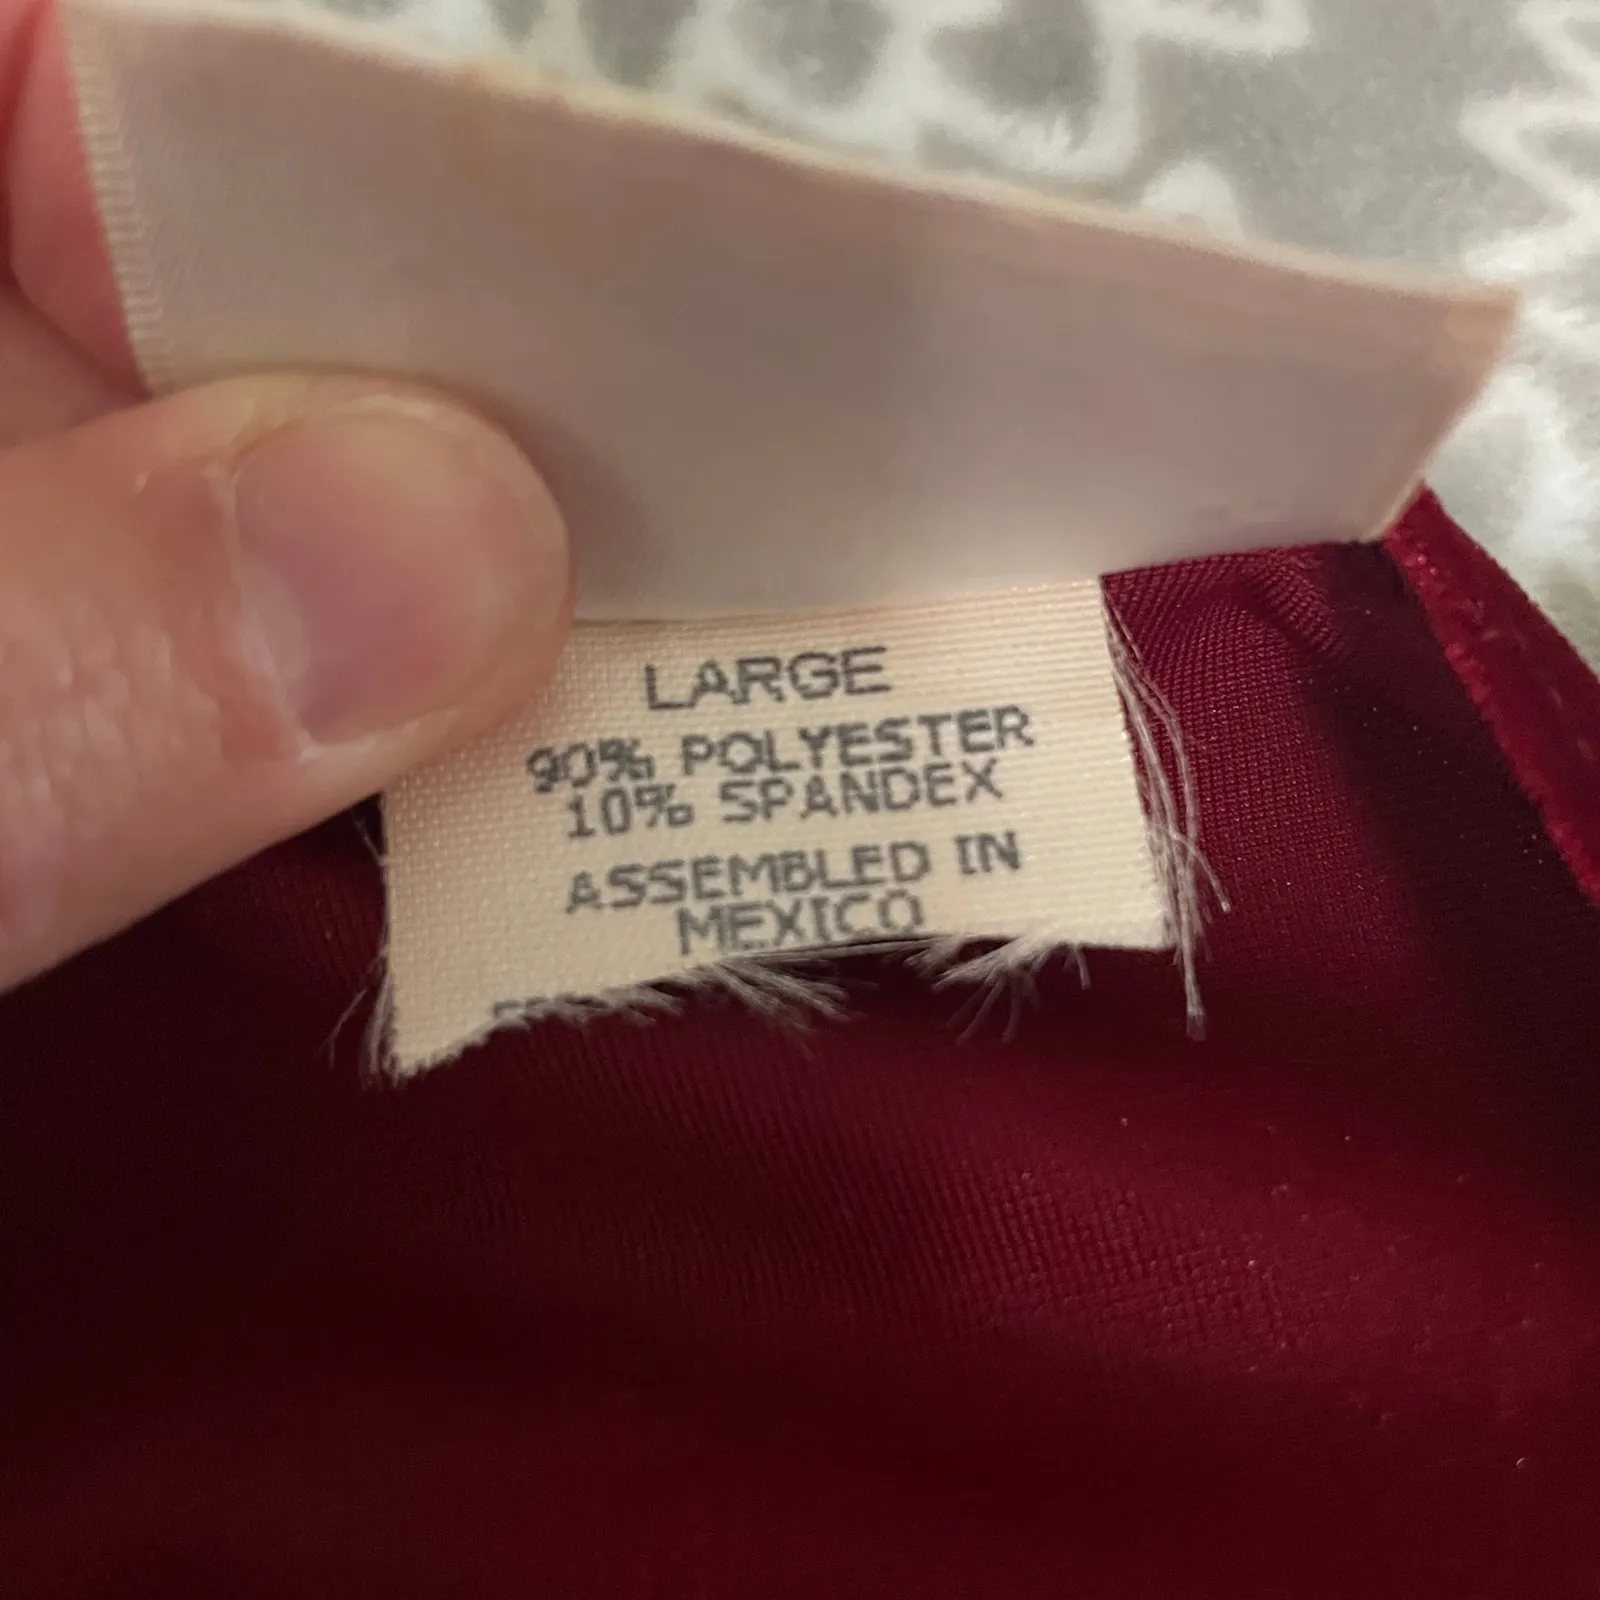 LARGE
90% POLYESTER
10% SPANDEX
ASSEMBLED IN
MEXICO